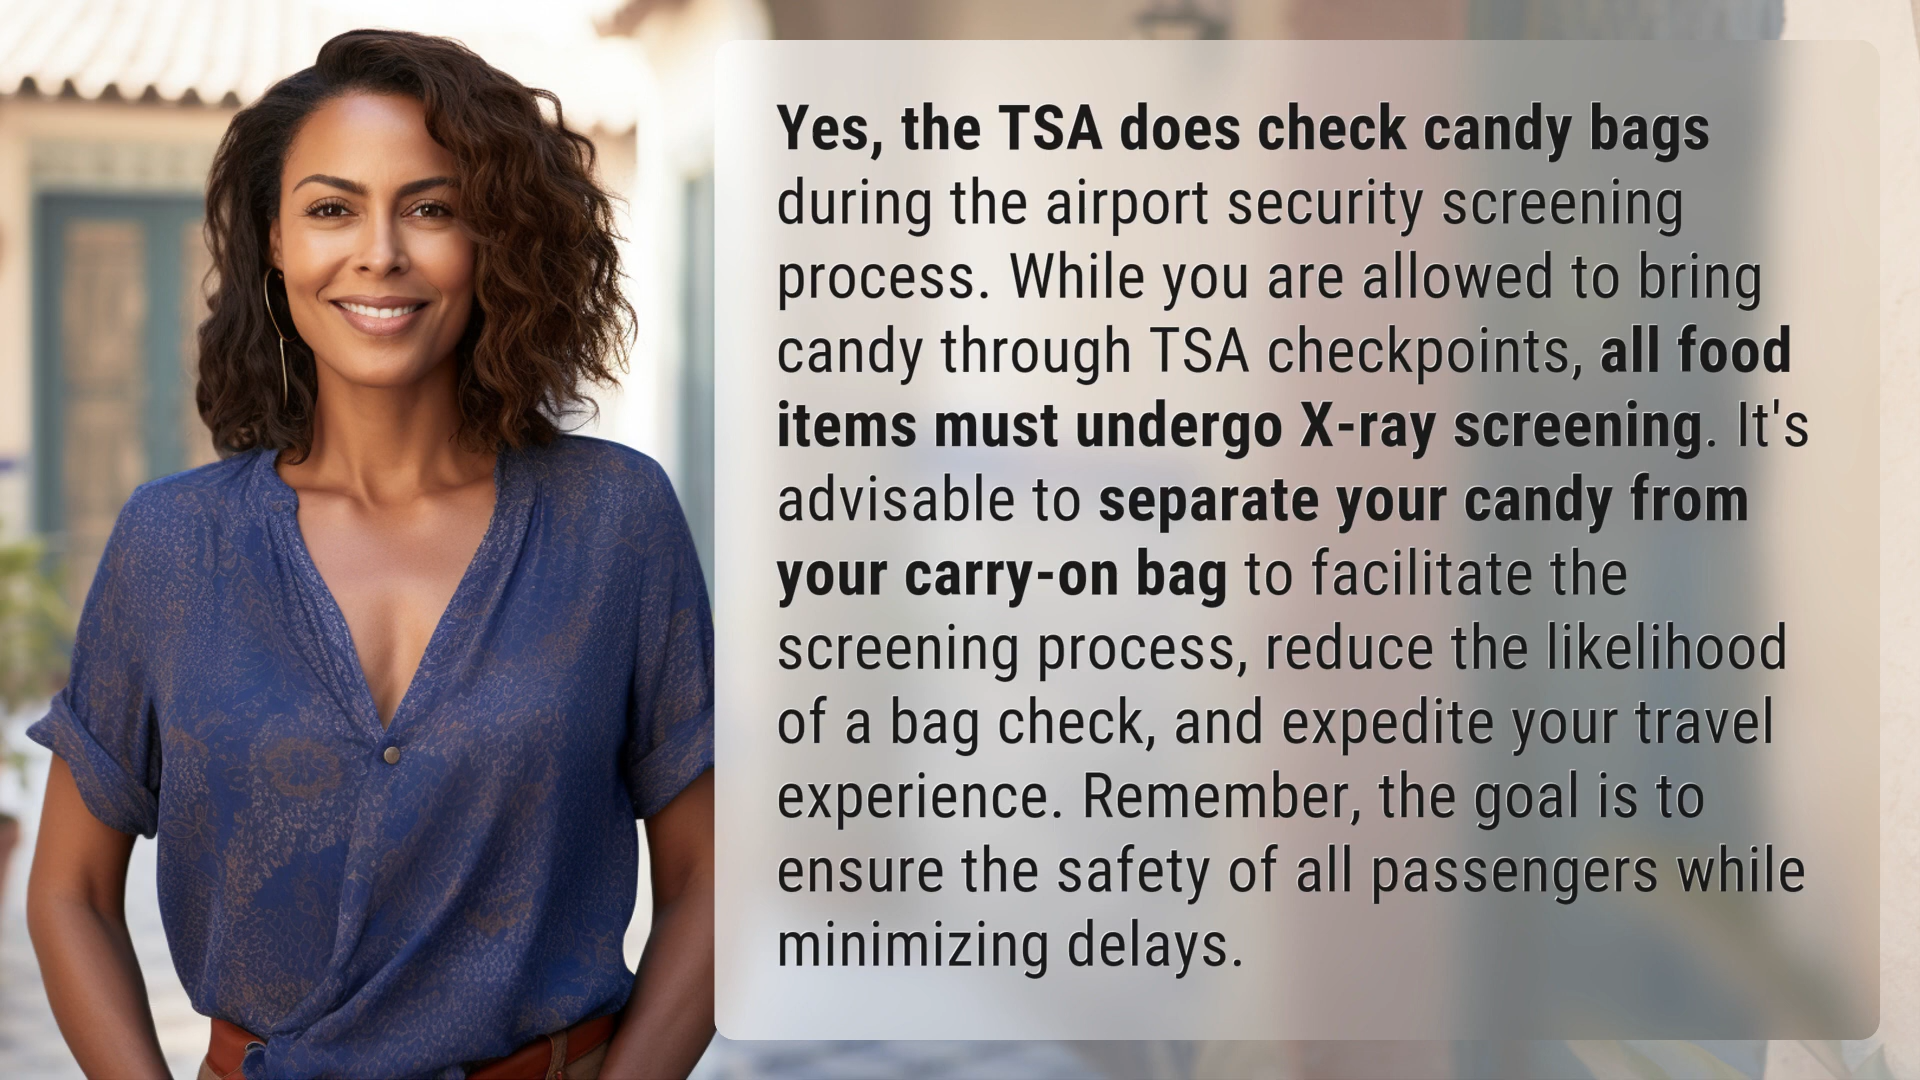 Yes, the TSA does check candy bags
during the airport security screening
process. While you are allowed to bring
candy through TSA checkpoints, all food
items must undergo X-ray screening. It's
advisable to separate your candy from
your carry-on bag to facilitate the
screening process, reduce the likelihood
of a bag check, and expedite your travel
experience. Remember, the goal is to
ensure the safety of all passengers while
minimizing delays.